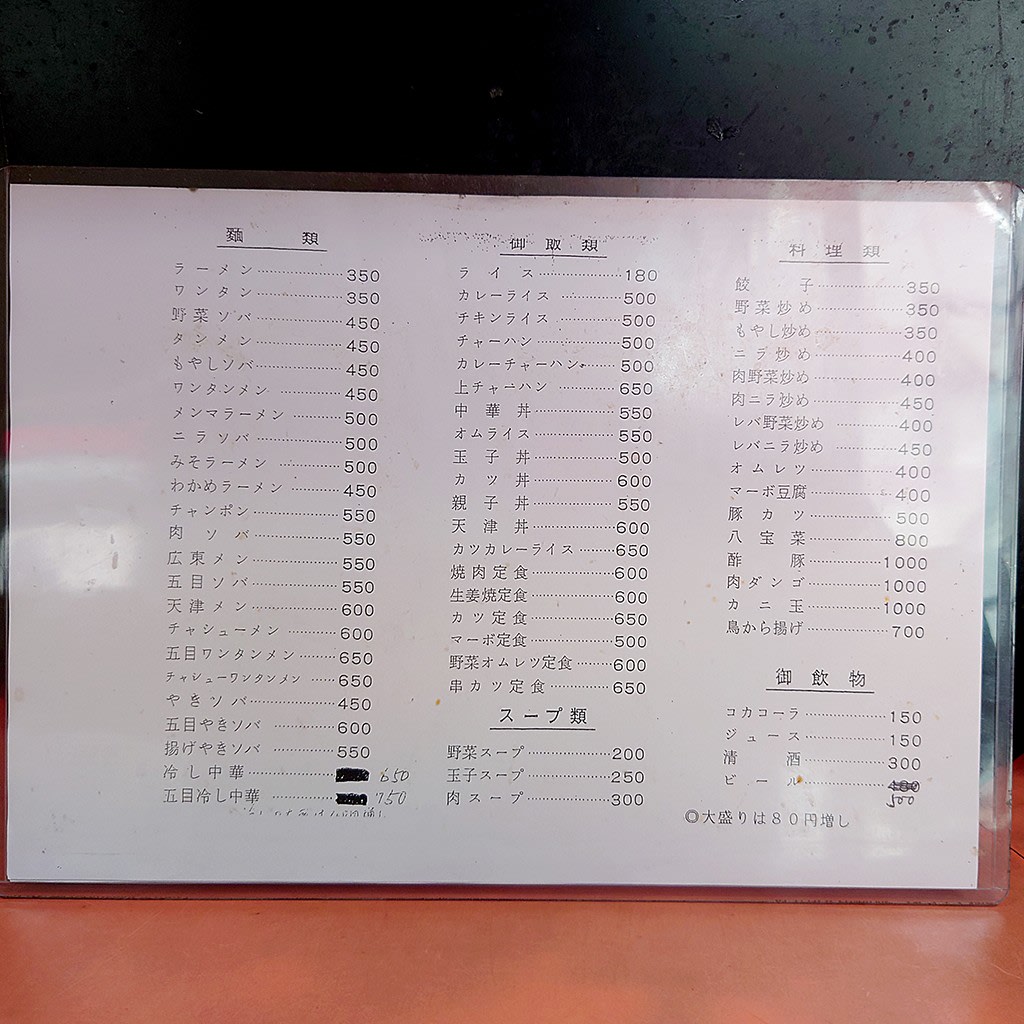 麺 類
ラーメン……………350
ワンタン……………350
野菜ソバ……………450
タンメン……………450
もやしソバ…………450
ワンタンメン………450
メンマラーメン……500
ニラソバ……………500
みそラーメン………500
わかめラーメン……450
チャンポン…………550
肉ソバ………………550
広東メン……………550
五目ソバ……………550
天津メン……………600
チャシューメン……600
五目ワンタンメン…650
チャシューワンタンメン……650
やきソバ……………450
五目やきソバ………600
揚げやきソバ………550
冷し中華……………650
五目冷し中華………750
御飯類
ライス………………180
カレーライス………500
チキンライス………500
チャーハン…………500
カレーチャーハン…500
上チャーハン………650
中華丼………………550
オムライス…………550
玉子丼………………500
カツ丼………………600
親子丼………………550
天津丼………………600
カツカレーライス…650
焼肉定食……………600
生姜焼定食…………600
カツ定食……………650
マーボ定食…………500
野菜オムレツ定食…600
串カツ定食…………650
スープ類
野菜スープ…………200
玉子スープ…………250
肉スープ……………300
料理類
餃子…………………350
野菜炒め……………350
もやし炒め…………350
ニラ炒め……………400
肉野菜炒め…………400
肉ニラ炒め…………450
レバ野菜炒め………400
レバニラ炒め………450
オムレツ……………400
マーボ豆腐…………400
豚カツ………………500
八宝菜………………800
酢豚…………………1000
肉ダンゴ……………1000
カニ玉………………1000
鳥から揚げ…………700
御飲物
コカコーラ…………150
ジュース……………150
清酒…………………300
ビール………………
500
◎大盛りは80円増し